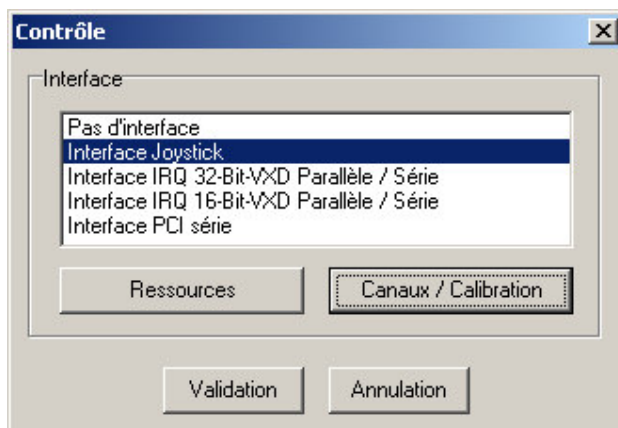 Contrôle
Interface
Pas d'interface
Interface Joystick
Interface IRQ 32-Bit-VXD Parallèle / Série
Interface IRQ 16-Bit-VXD Parallèle / Série
Interface PCI série
Ressources
Canaux / Calibration
Validation
Annulation